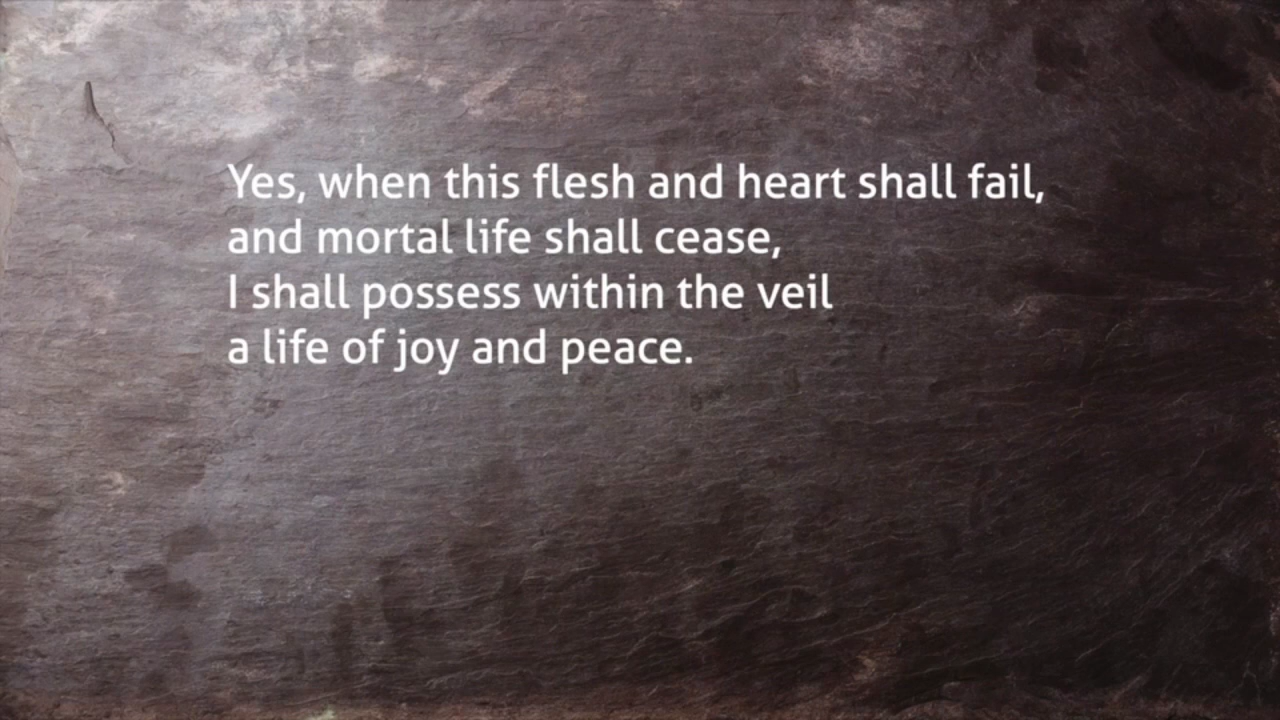 Yes, when this flesh and heart shall fail,
and mortal life shall cease,
I shall possess within the veil
a life of joy and peace.